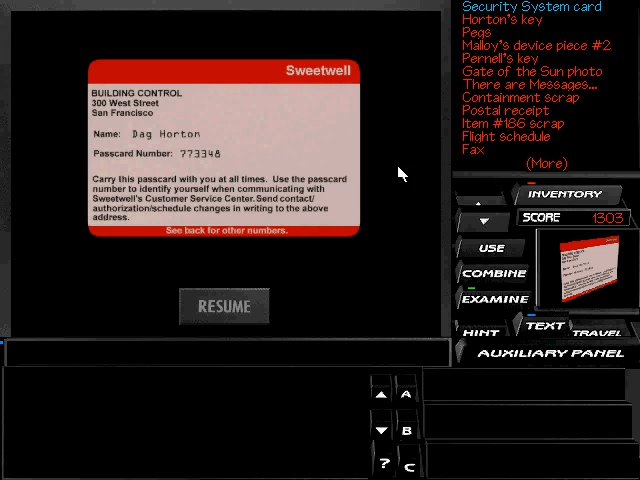 Sweetwell
BUILDING CONTROL
300 West Street
San Francisco
Name: Dag Horton
Passcard Number: 773348
Carry this passcard with you at all times. Use the passcard
number to identify yourself when communicating with
Sweetwell's Customer Service Center. Send contact/
authorization/schedule changes in writing to the above
address.
See back for other numbers.
RESUME
Security System card
Horton's key
Pegs
Malloy's device piece #2
Pernell's key
Gate of the Sun photo
There are Messages...
Containment scrap
Postal receipt
Item #186 scrap
Flight schedule
Fax
(More)
INVENTORY
SCORE 1303
USE
COMBINE
EXAMINE
HINT
TEXT
TRAVEL
AUXILIARY PANEL
A
B
? C